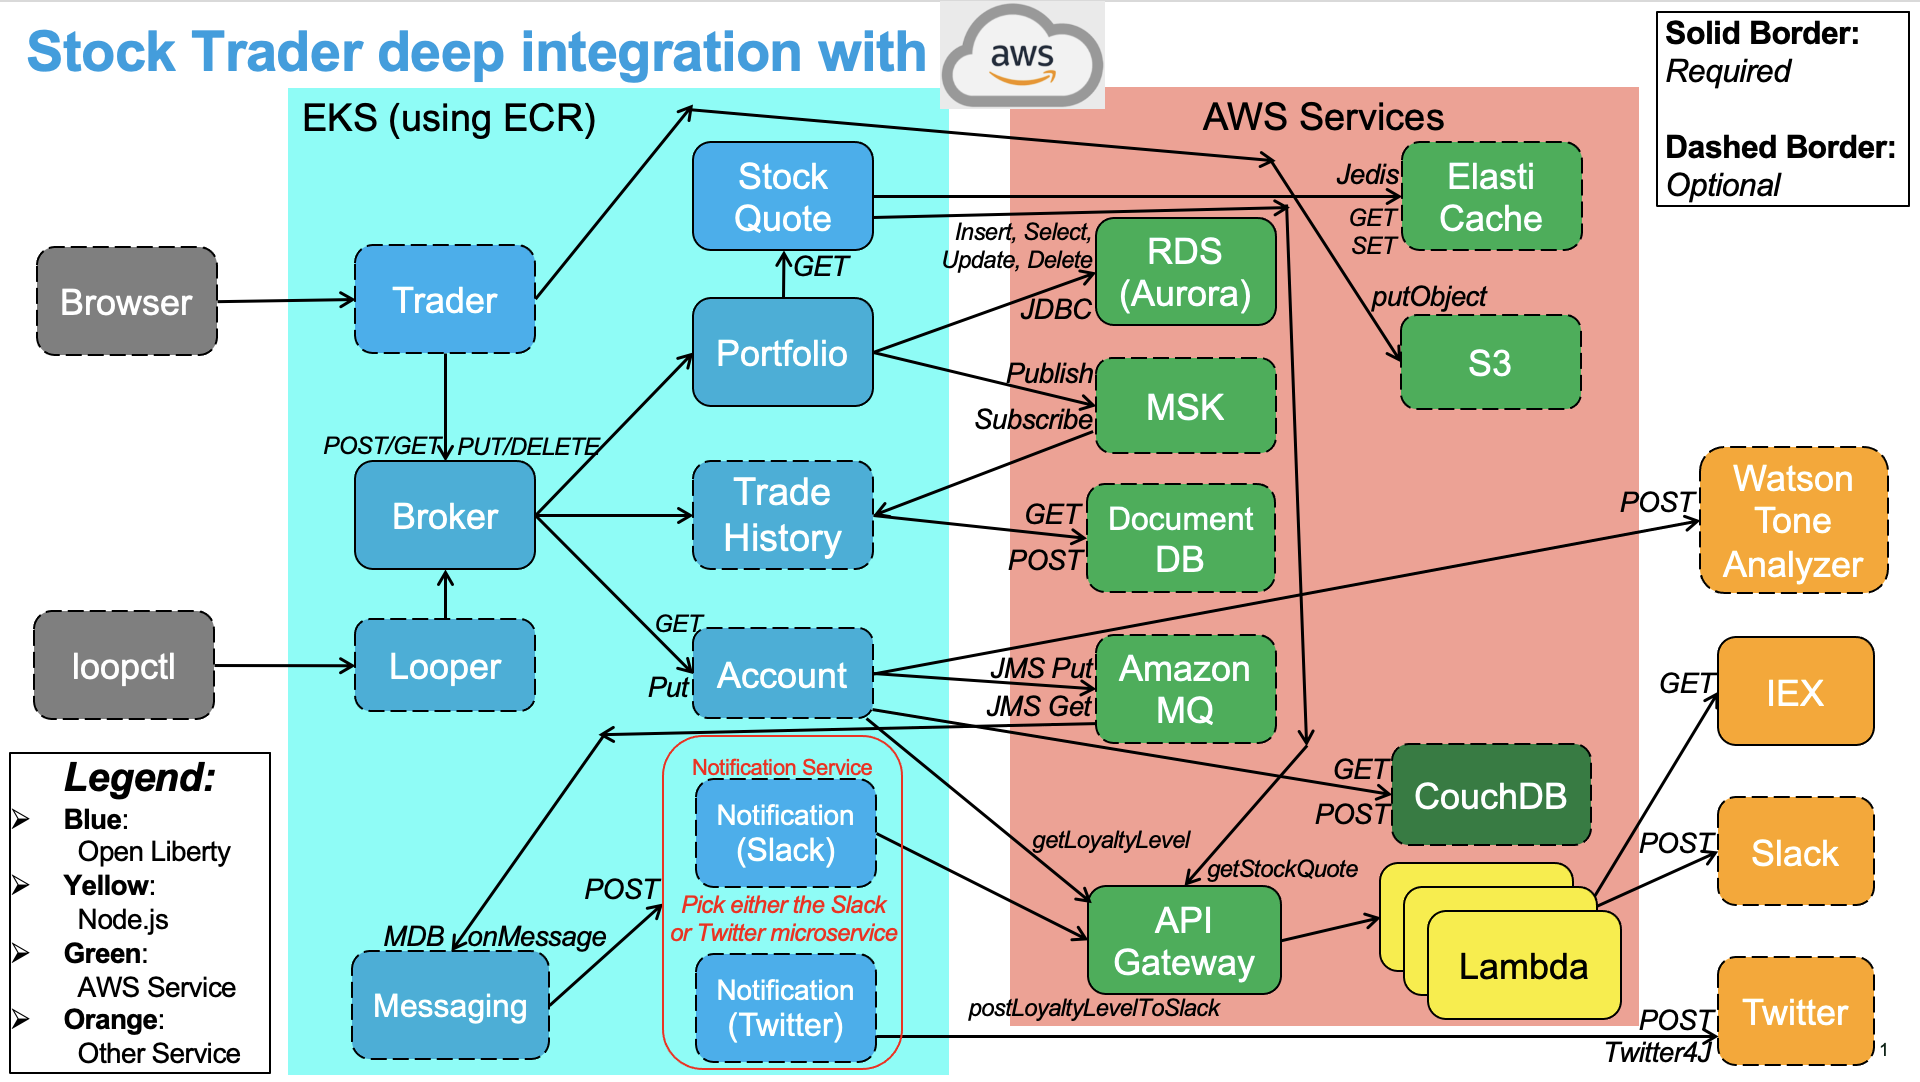 Stock Trader deep integration with
aws
Solid Border:
Required
Dashed Border:
Optional
EKS (using ECR)
AWS Services
Stock
Quote
Jedis
GET
SET
Elasti
Cache
Insert, Select,
Update, Delete
JDBC
RDS
(Aurora)
Browser
Trader
GET
putObject
S3
Portfolio
Publish
Subscribe
MSK
POST/GET
PUT/DELETE
Broker
Trade
History
GET
POST
Document
DB
POST
Watson
Tone
Analyzer
loopctl
Looper
GET
Put
Account
JMS Put
JMS Get
Amazon
MQ
GET
IEX
Legend:
➢ Blue:
Open Liberty
➢ Yellow:
Node.js
➢ Green:
AWS Service
➢ Orange:
Other Service
Notification Service
Notification
(Slack)
Pick either the Slack
or Twitter microservice
Notification
(Twitter)
POST
MDB
onMessage
Messaging
GET
POST
CouchDB
getLoyaltyLevel
getStockQuote
API
Gateway
postLoyaltyLevelToSlack
Lambda
POST
Slack
POST
Twitter4J
Twitter
1